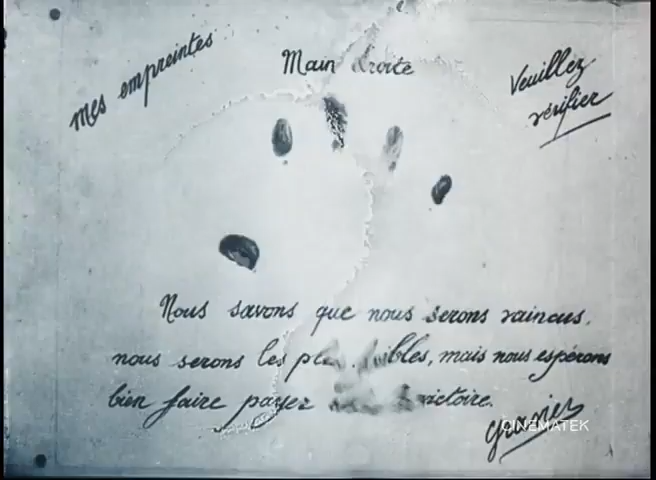 mes empreintes
Main droite
Veuillez
vérifier
Nous savons que nous serons vaincus.
nous serons les faibles, mais nous espérons
bien faire payer victoire.
CINEMATEK